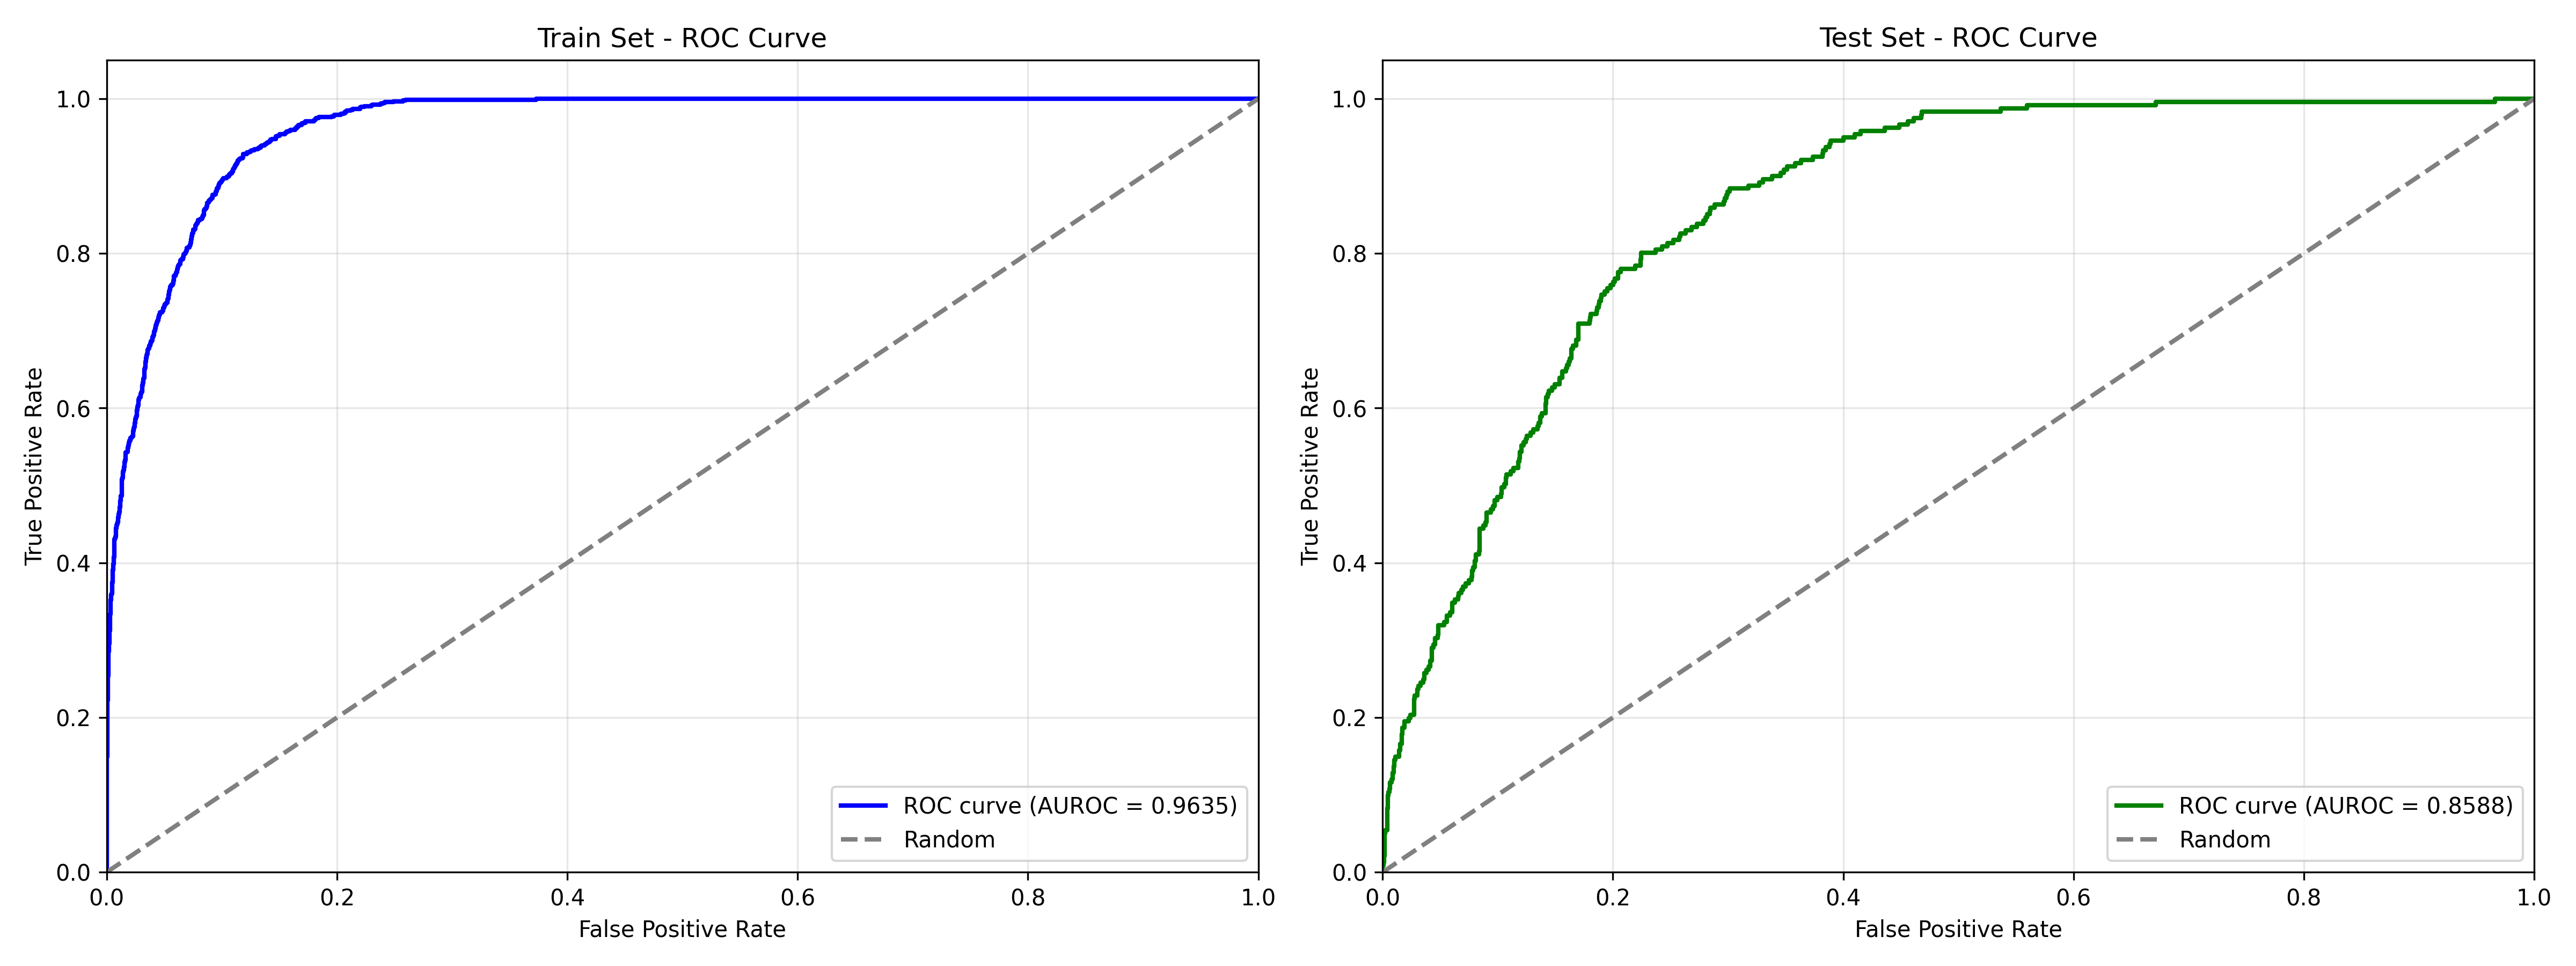 Train Set - ROC Curve
True Positive Rate
1.0
0.8
0.6
0.4
0.2
0.0
ROC curve (AUROC = 0.9635)
Random
0.0 0.2 0.4 0.6 0.8 1.0
False Positive Rate
Test Set - ROC Curve
True Positive Rate
1.0
0.8
0.6
0.4
0.2
0.0
ROC curve (AUROC = 0.8588)
Random
0.0 0.2 0.4 0.6 0.8 1.0
False Positive Rate